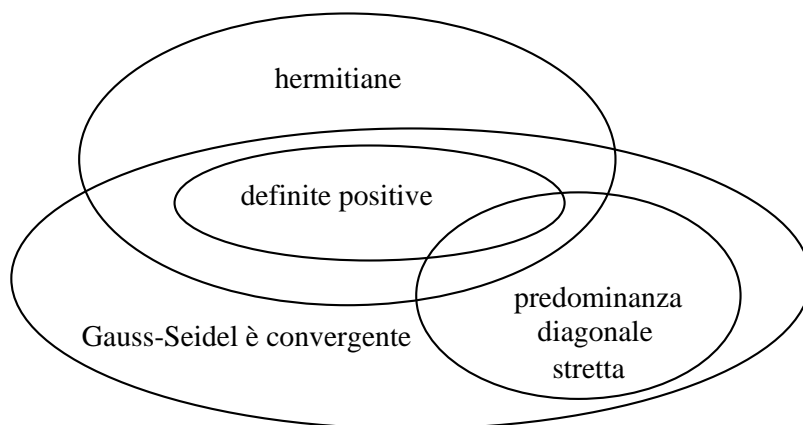 hermitiane
definite positive
predominanza
diagonale
Gauss-Seidel è convergente
stretta